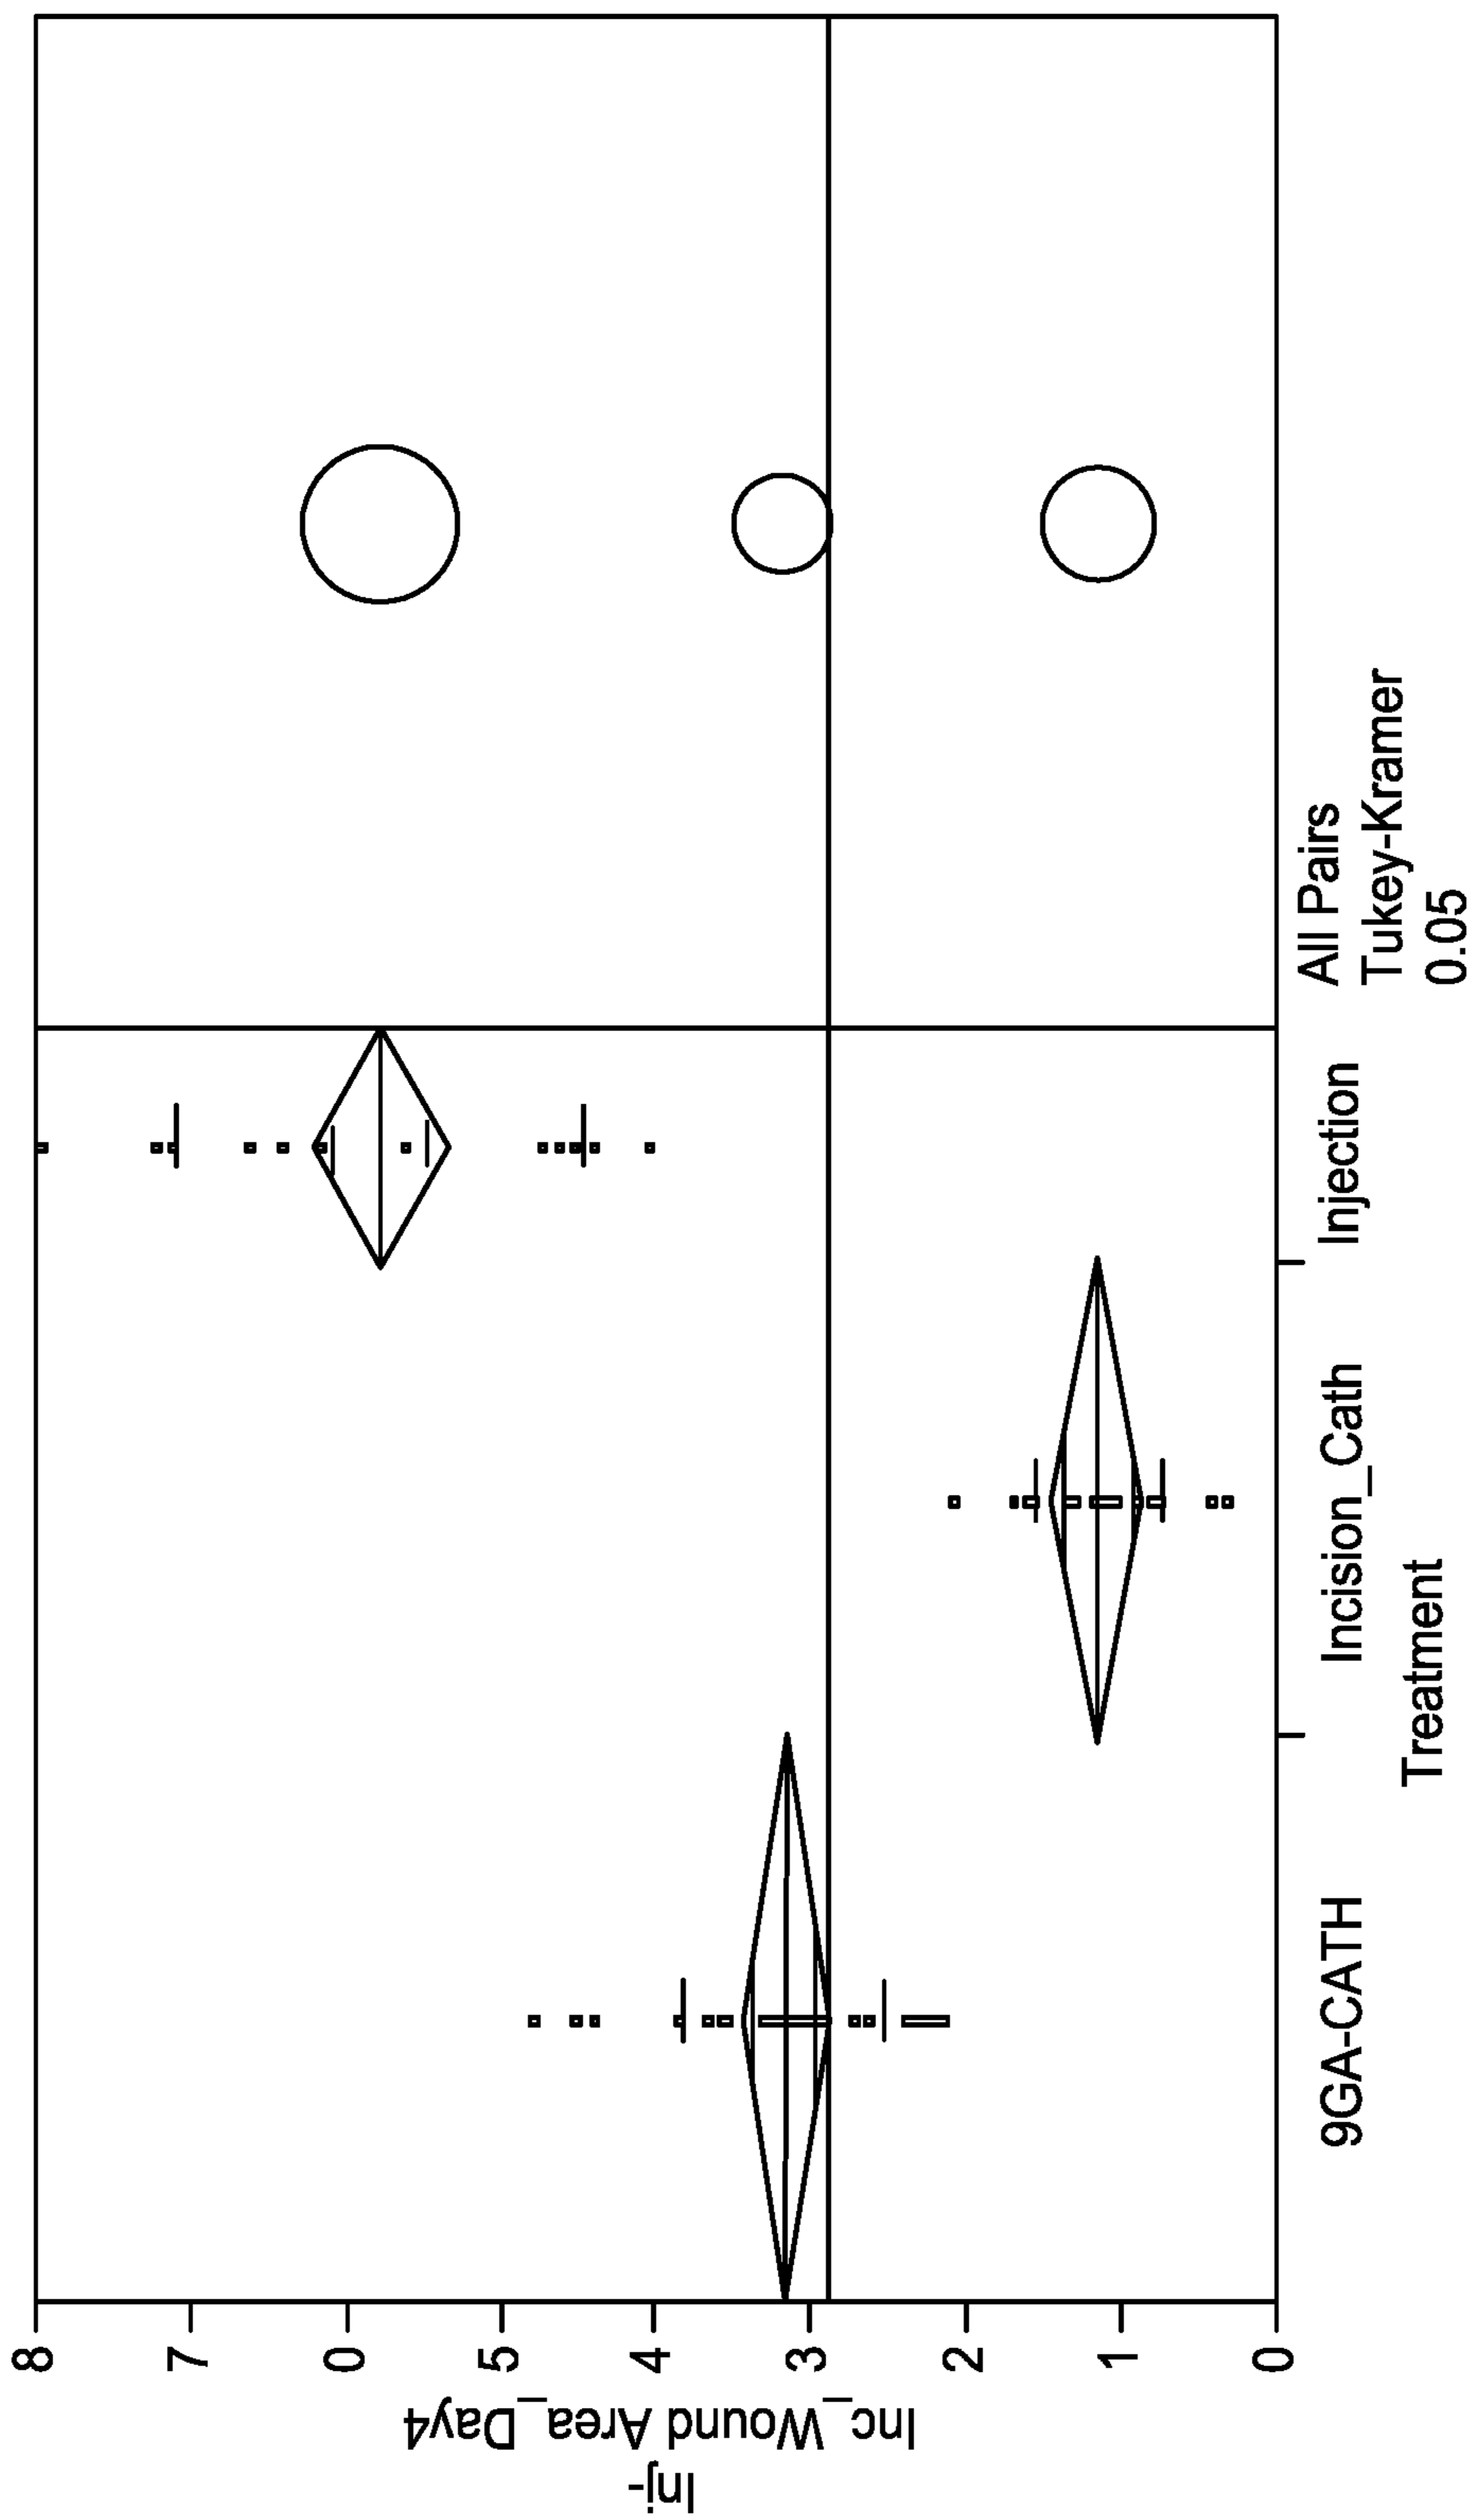 Inj-
Inc_Wound Area_Day4
8
7
0
5
4
3
2
1
0
9GA-CATH
Incision_Cath
Injection
Treatment
All Pairs
Tukey-Kramer
0.05